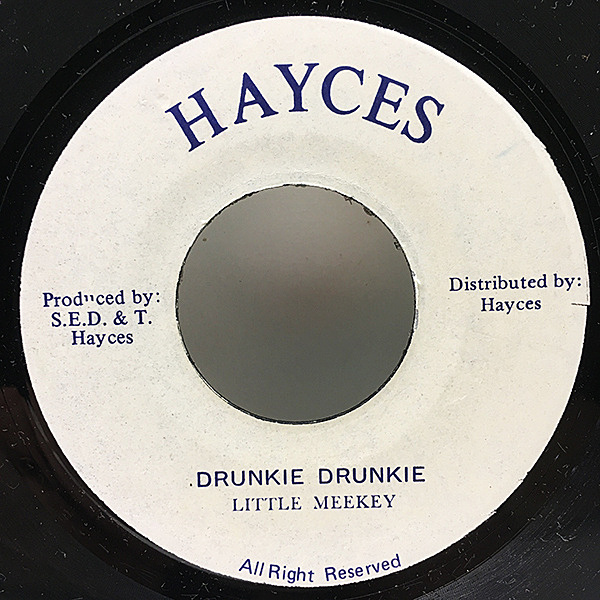 HAYCES
Produced by:
S.E.D. & T.
Hayces
Distributed by:
Hayces
.DRUNKIE DRUNKIE
LITTLE MEEKEY
All Right Reserved